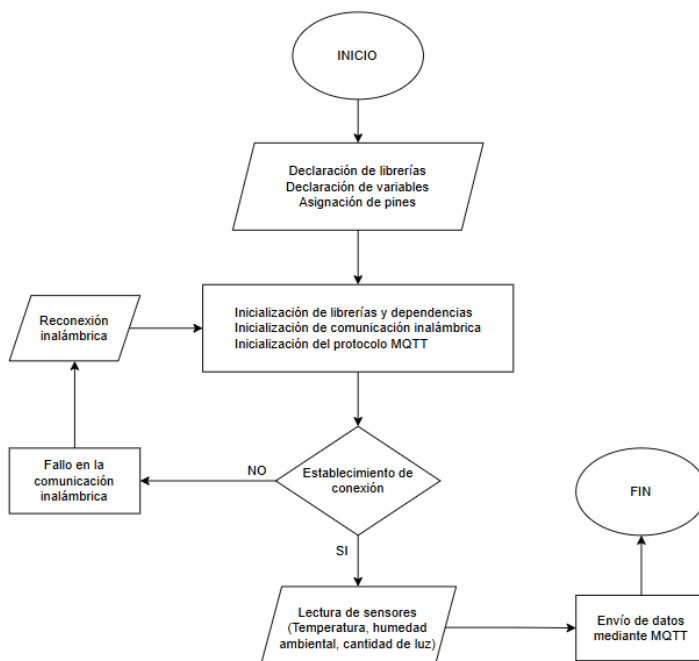 INICIO
Declaración de librerías
Declaración de variables
Asignación de pines
Inicialización de librerías y dependencias
Inicialización de comunicación inalámbrica
Inicialización del protocolo MQTT
Reconexión
inalámbrica
Establecimiento de
conexión
NO
Fallo en la
comunicación
inalámbrica
SI
Lectura de sensores
(Temperatura, humedad
ambiental, cantidad de luz)
Envío de datos
mediante MQTT
FIN